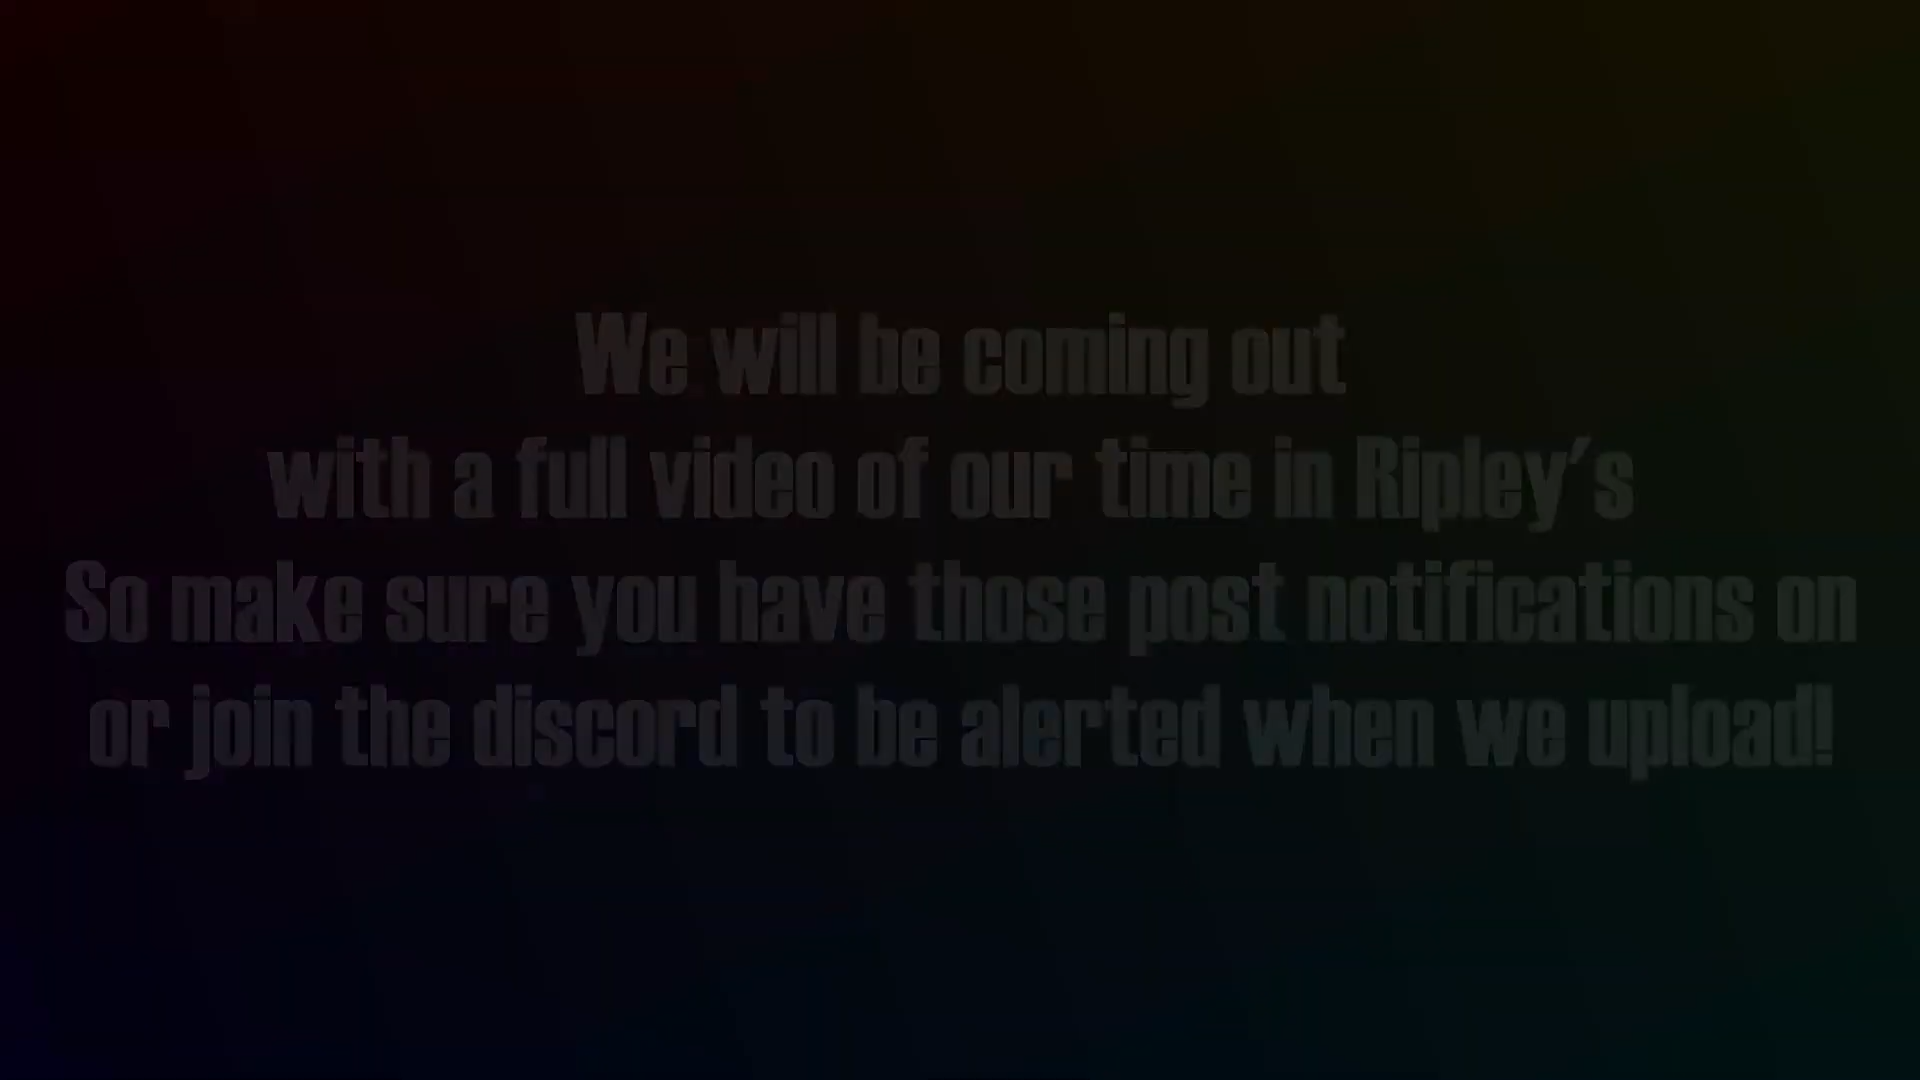 We will be coming out
with a full video of our time in Ripley's
So make sure you have those post notifications on
or join the discord to be alerted when we upload!